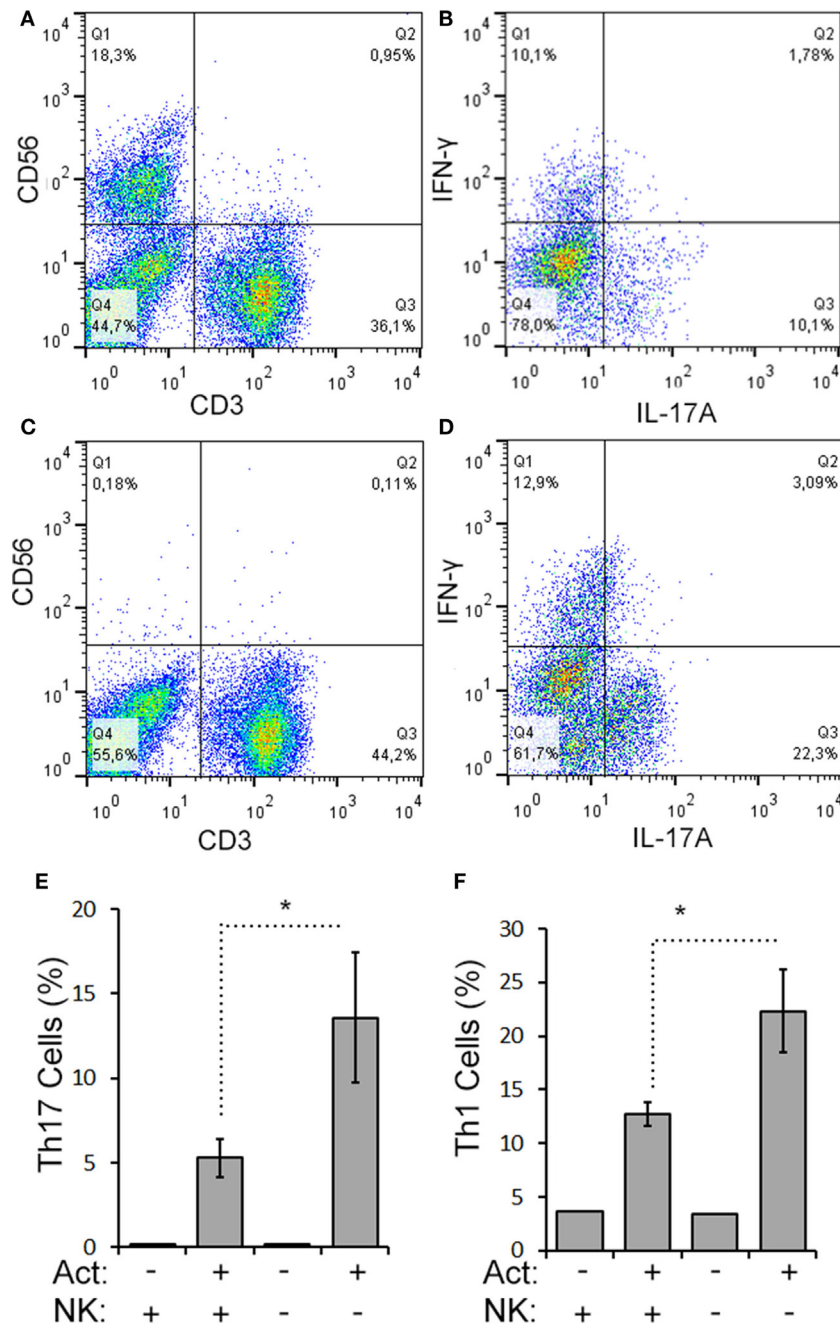 A
Q1
18,3%
Q2
0,95%
Q4
44,7%
Q3
36,1%
10^4
10^3
10^2
10^1
10^0
CD56
10^0 10^1 10^2 10^3 10^4
CD3
B
Q1
10,1%
Q2
1,78%
Q4
78,0%
Q3
10,1%
10^4
10^3
10^2
10^1
10^0
IFN-γ
10^0 10^1 10^2 10^3 10^4
IL-17A
C
Q1
0,18%
Q2
0,11%
Q4
55,6%
Q3
44,2%
10^4
10^3
10^2
10^1
10^0
CD56
10^0 10^1 10^2 10^3 10^4
CD3
D
Q1
12,9%
Q2
3,09%
Q4
61,7%
Q3
22,3%
10^4
10^3
10^2
10^1
10^0
IFN-γ
10^0 10^1 10^2 10^3 10^4
IL-17A
E
*
20
15
10
5
0
Th17 Cells (%)
Act: - + - +
NK: + + - -
F
*
30
25
20
15
10
5
0
Th1 Cells (%)
Act: - + - +
NK: + + - -